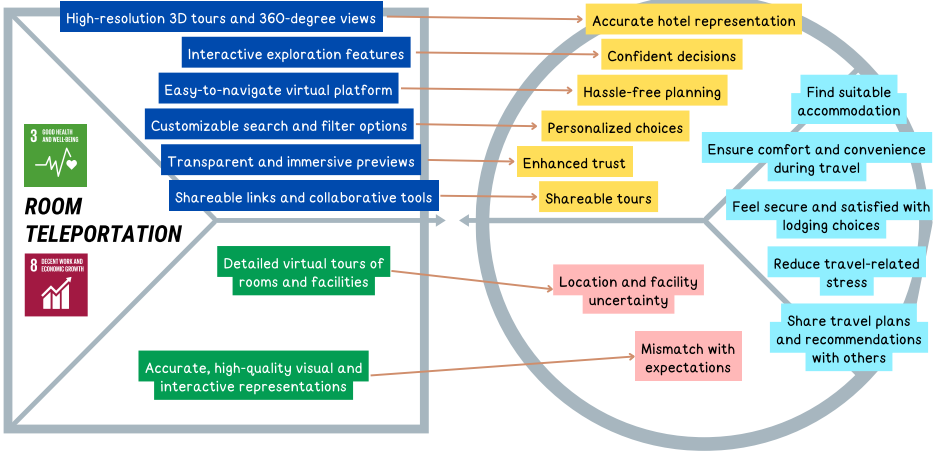 High-resolution 3D tours and 360-degree views
Interactive exploration features
Easy-to-navigate virtual platform
Customizable search and filter options
Transparent and immersive previews
Shareable links and collaborative tools
3 GOOD HEALTH
AND WELL-BEING
ROOM
TELEPORTATION
8 DECENT WORK AND
ECONOMIC GROWTH
Detailed virtual tours of
rooms and facilities
Accurate, high-quality visual and
interactive representations
Accurate hotel representation
Confident decisions
Hassle-free planning
Personalized choices
Enhanced trust
Shareable tours
Location and facility
uncertainty
Mismatch with
expectations
Find suitable
accommodation
Ensure comfort and convenience
during travel
Feel secure and satisfied with
lodging choices
Reduce travel-related
stress
Share travel plans
and recommendations
with others